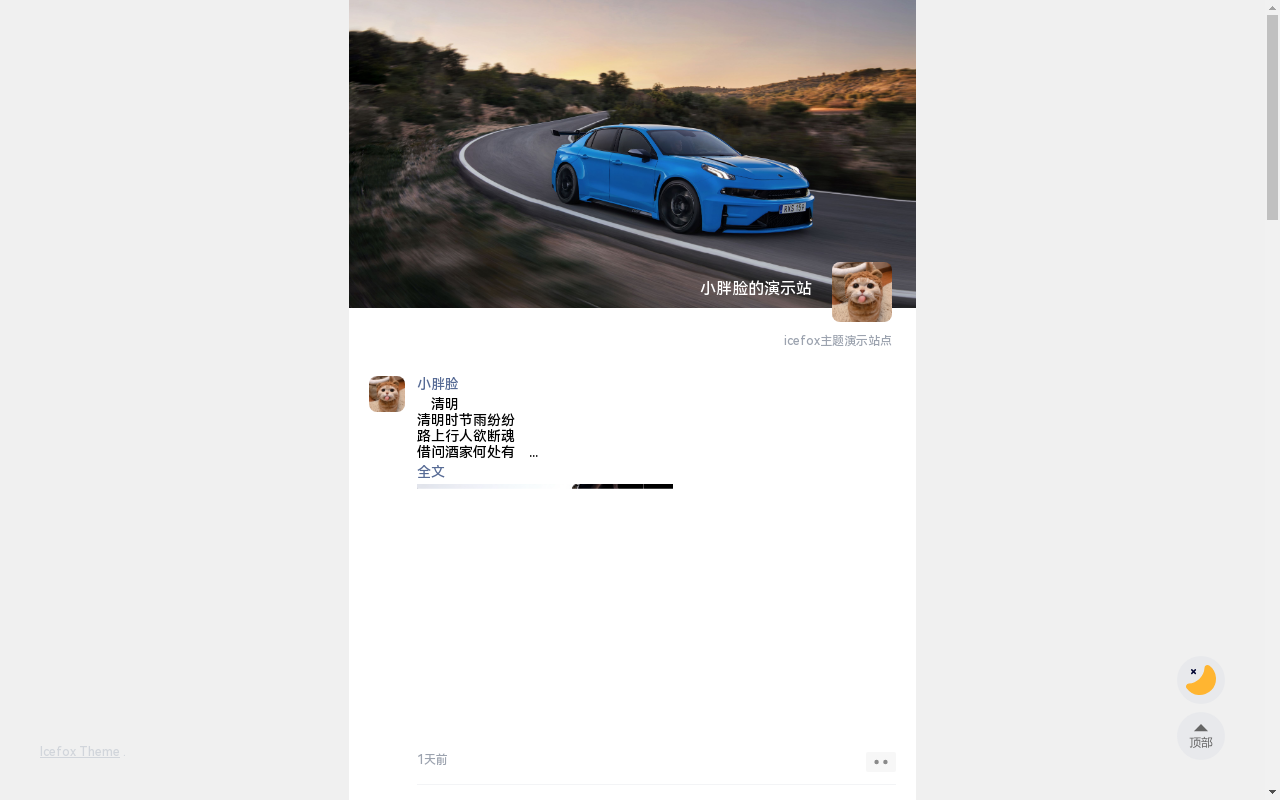 小胖脸的演示站
icefox主题演示站点
小胖脸
清明
清明时节雨纷纷
路上行人欲断魂
借问酒家何处有 ...
全文
1天前
顶部
Icefox Theme